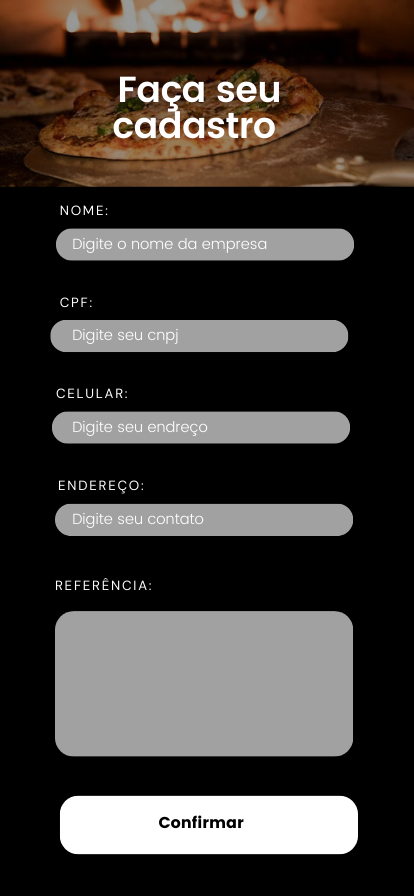 Faça seu
cadastro
NOME:
Digite o nome da empresa
CPF:
Digite seu cnpj
CELULAR:
Digite seu endreço
ENDEREÇO:
Digite seu contato
REFERÊNCIA:
Confirmar